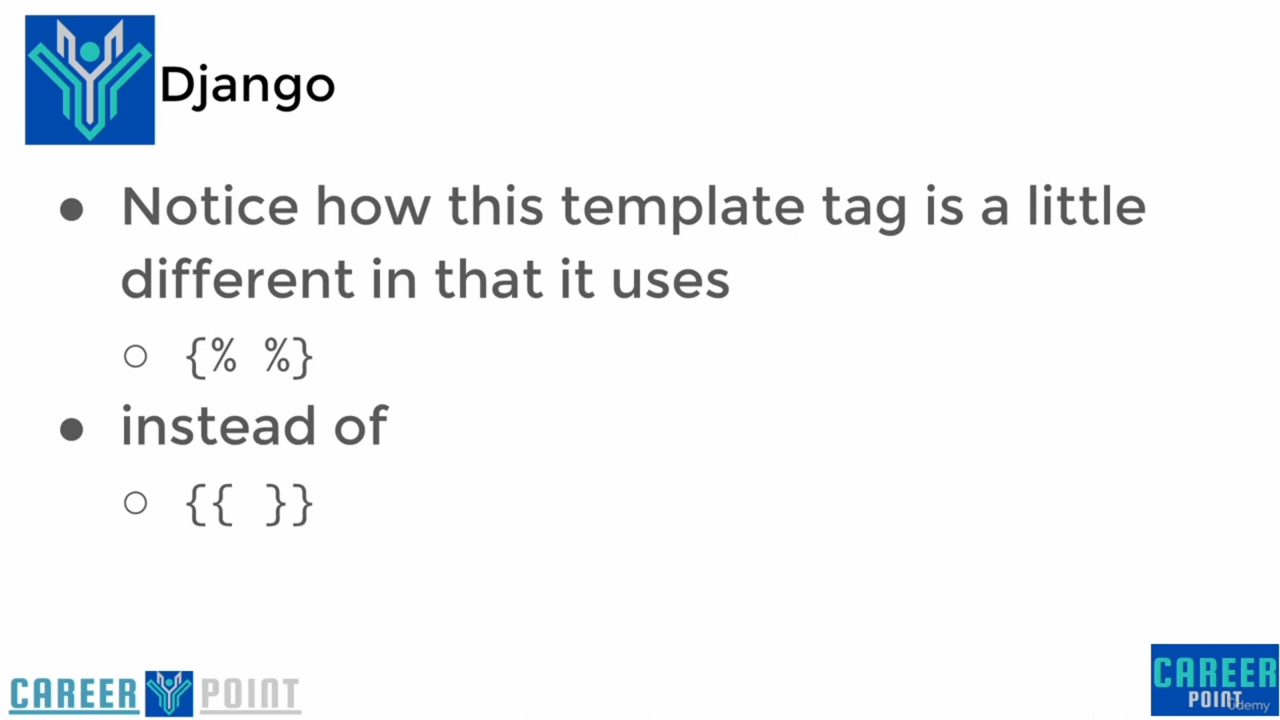 Django
● Notice how this template tag is a little
different in that it uses
○ {% %}
● instead of
○ {{ }}
CAREER POINT
CAREER
POINT
Udemy